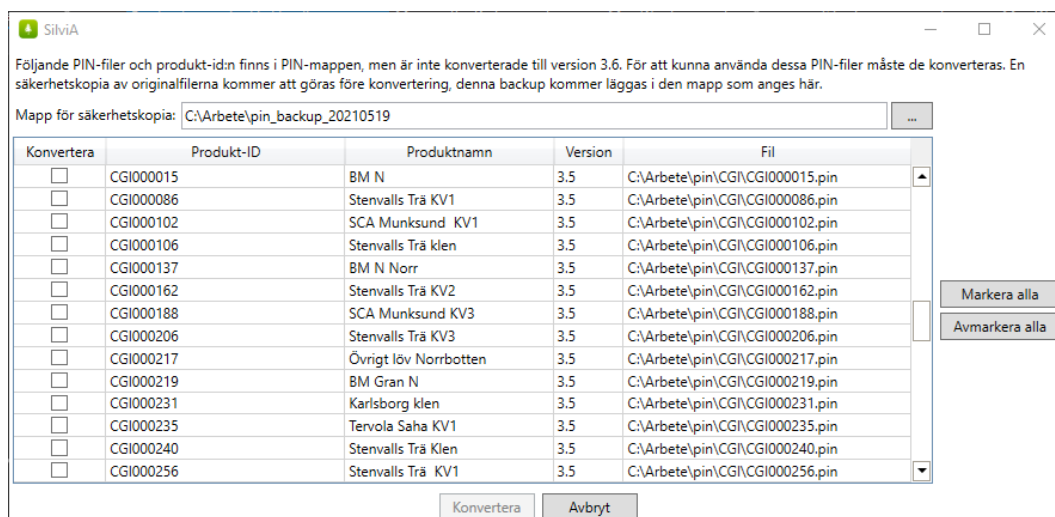 SilviA
Följande PIN-filer och produkt-id:n finns i PIN-mappen, men är inte konverterade till version 3.6. För att kunna använda dessa PIN-filer måste de konverteras. En
säkerhetskopia av originalfilerna kommer att göras före konvertering, denna backup kommer läggas i den mapp som anges här.
Mapp för säkerhetskopia: C:\Arbete\pin_backup_20210519 ...
Konvertera Produkt-ID Produktnamn Version Fil
CGI000015 BM N 3.5 C:\Arbete\pin\CGI\CGI000015.pin
CGI000086 Stenvalls Trä KV1 3.5 C:\Arbete\pin\CGI\CGI000086.pin
CGI000102 SCA Munksund  KV1 3.5 C:\Arbete\pin\CGI\CGI000102.pin
CGI000106 Stenvalls Trä klen 3.5 C:\Arbete\pin\CGI\CGI000106.pin
CGI000137 BM N Norr 3.5 C:\Arbete\pin\CGI\CGI000137.pin
CGI000162 Stenvalls Trä KV2 3.5 C:\Arbete\pin\CGI\CGI000162.pin
Markera alla
CGI000188 SCA Munksund KV3 3.5 C:\Arbete\pin\CGI\CGI000188.pin
CGI000206 Stenvalls Trä KV3 3.5 C:\Arbete\pin\CGI\CGI000206.pin
Avmarkera alla
CGI000217 Övrigt löv Norrbotten 3.5 C:\Arbete\pin\CGI\CGI000217.pin
CGI000219 BM Gran N 3.5 C:\Arbete\pin\CGI\CGI000219.pin
CGI000231 Karlsborg klen 3.5 C:\Arbete\pin\CGI\CGI000231.pin
CGI000235 Tervola Saha KV1 3.5 C:\Arbete\pin\CGI\CGI000235.pin
CGI000240 Stenvalls Trä Klen 3.5 C:\Arbete\pin\CGI\CGI000240.pin
CGI000256 Stenvalls Trä  KV1 3.5 C:\Arbete\pin\CGI\CGI000256.pin
Konvertera Avbryt